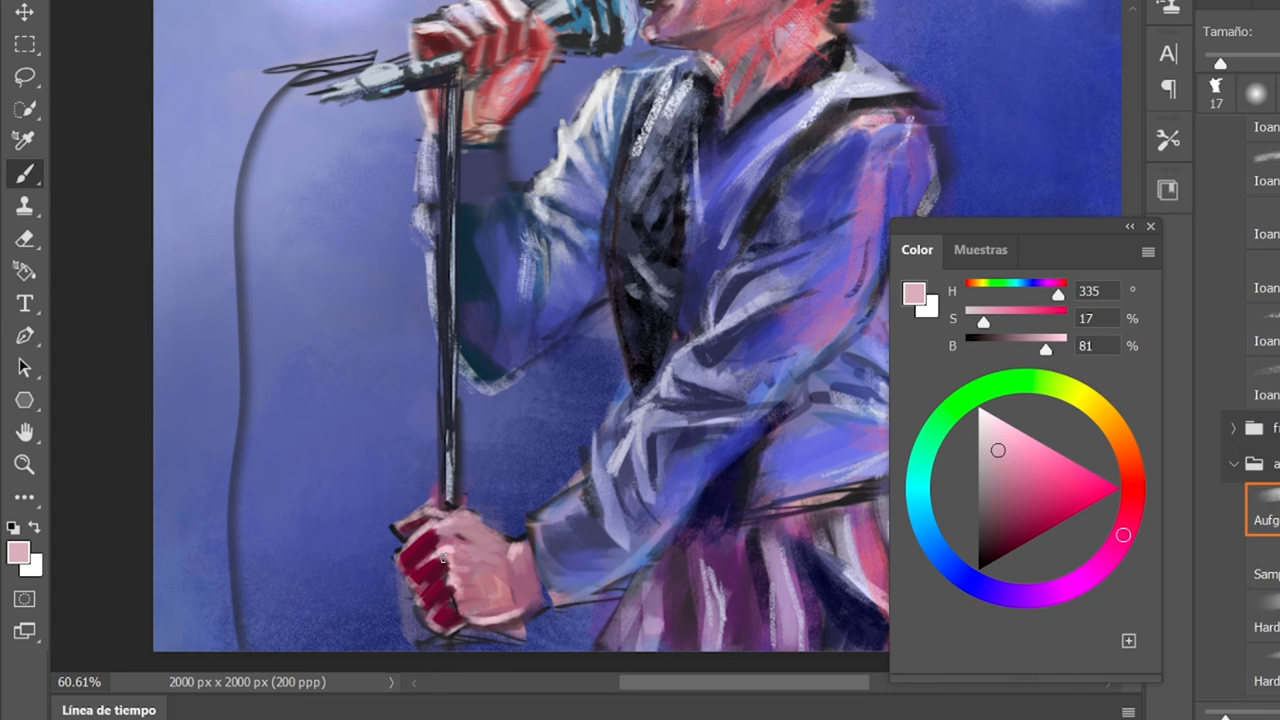 Tamaño:
17
Ioan
Ioan
Ioan
Ioan
Ioan
Ioan
Color
Muestras
H
335
°
S
17
%
B
81
%
Aufg
Samp
Hard
Hard
60.61%
2000 px x 2000 px (200 ppp)
Línea de tiempo